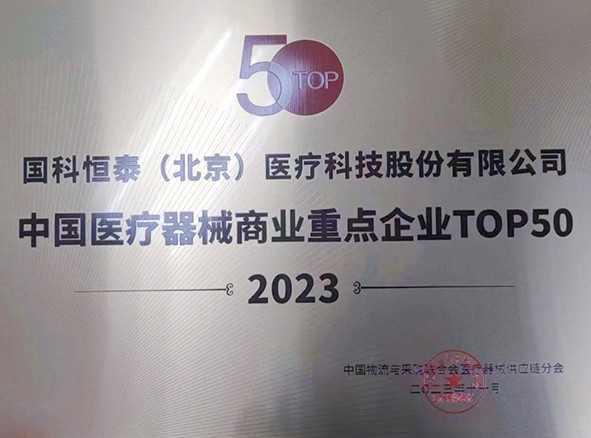 50 TOP
国科恒泰（北京）医疗科技股份有限公司
中国医疗器械商业重点企业TOP50
2023
中国物流与采购联合会医疗器械供应链分会
二〇二三年十一月